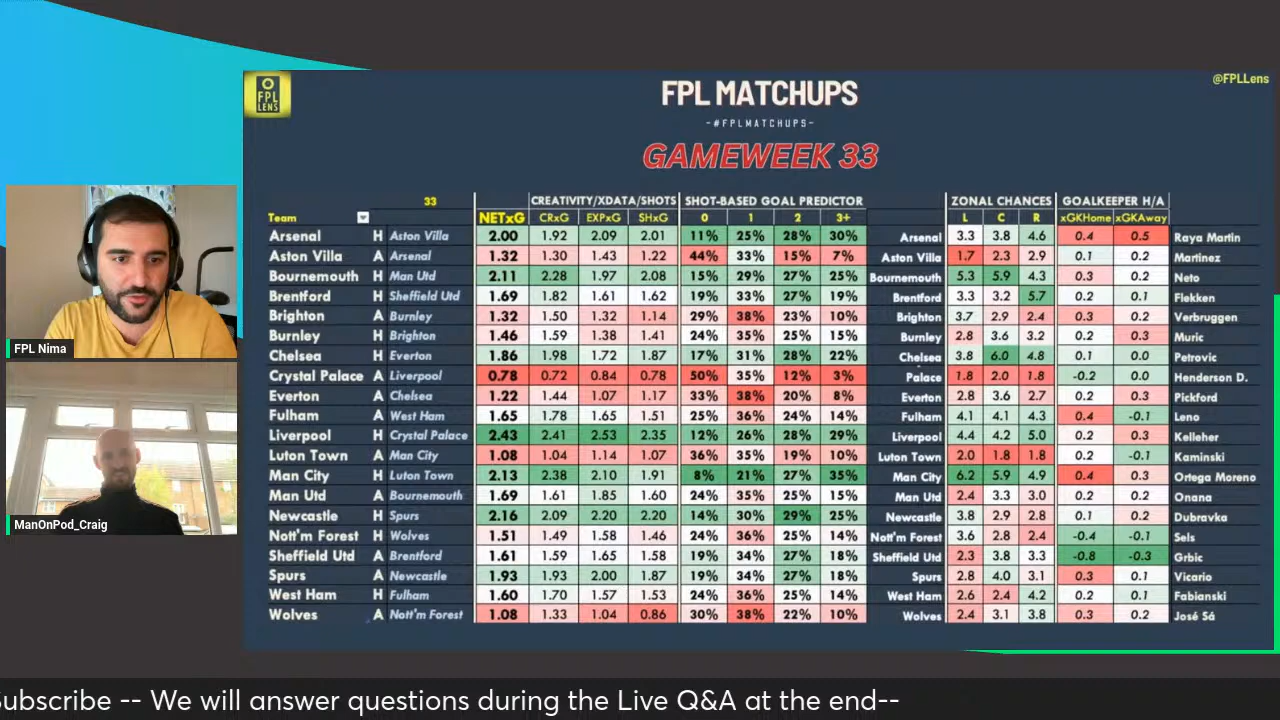 FPL LENS
@FPLLens
FPL MATCHUPS
-#FPLMATCHUPS-
GAMEWEEK 33
33 CREATIVITY/XDATA/SHOTS SHOT-BASED GOAL PREDICTOR ZONAL CHANCES GOALKEEPER H/A
Team NETxG CRxG EXPxG SHxG 0 1 2 3+ L C R xGKHome xGKAway
Arsenal H Aston Villa 2.00 1.92 2.09 2.01 11% 25% 28% 30% Arsenal 3.3 3.8 4.6 0.4 0.5 Raya Martin
Aston Villa A Arsenal 1.32 1.30 1.43 1.22 44% 33% 15% 7% Aston Villa 1.7 2.3 2.9 0.1 0.2 Martinez
Bournemouth H Man Utd 2.11 2.28 1.97 2.08 15% 29% 27% 25% Bournemouth 5.3 5.9 4.3 0.3 0.2 Neto
Brentford H Sheffield Utd 1.69 1.82 1.61 1.62 19% 33% 27% 19% Brentford 3.3 3.2 5.7 0.2 0.1 Flekken
Brighton A Burnley 1.32 1.50 1.32 1.14 29% 38% 23% 10% Brighton 3.7 2.9 2.4 0.3 0.2 Verbruggen
Burnley H Brighton 1.46 1.59 1.38 1.41 24% 35% 25% 15% Burnley 2.8 3.6 3.2 0.2 0.3 Muric
Chelsea H Everton 1.86 1.98 1.72 1.87 17% 31% 28% 22% Chelsea 3.8 6.0 4.8 0.1 0.0 Petrovic
Crystal Palace A Liverpool 0.78 0.72 0.84 0.78 50% 35% 12% 3% Palace 1.8 2.0 1.8 -0.2 0.0 Henderson D.
Everton A Chelsea 1.22 1.44 1.07 1.17 33% 38% 20% 8% Everton 2.8 3.6 2.7 0.2 0.3 Pickford
Fulham A West Ham 1.65 1.78 1.65 1.51 25% 36% 24% 14% Fulham 4.1 4.1 4.3 0.4 -0.1 Leno
Liverpool H Crystal Palace 2.43 2.41 2.53 2.35 12% 26% 28% 29% Liverpool 4.4 4.2 5.0 0.2 0.3 Kelleher
Luton Town A Man City 1.08 1.04 1.14 1.07 36% 35% 19% 10% Luton Town 2.0 1.8 1.8 0.2 -0.1 Kaminski
Man City H Luton Town 2.13 2.38 2.10 1.91 8% 21% 27% 35% Man City 6.2 5.9 4.9 0.4 0.3 Ortega Moreno
Man Utd A Bournemouth 1.69 1.61 1.85 1.60 24% 35% 25% 15% Man Utd 2.4 3.3 3.0 0.2 0.2 Onana
Newcastle H Spurs 2.16 2.09 2.20 2.20 14% 30% 29% 25% Newcastle 3.8 2.9 2.8 0.1 0.2 Dubravka
Nott'm Forest H Wolves 1.51 1.49 1.58 1.46 24% 36% 25% 14% Nott'm Forest 3.6 2.8 2.4 -0.4 -0.1 Sels
Sheffield Utd A Brentford 1.61 1.59 1.65 1.58 19% 34% 27% 18% Sheffield Utd 2.3 3.8 3.3 -0.8 -0.3 Grbic
Spurs A Newcastle 1.93 1.93 2.00 1.87 19% 34% 27% 18% Spurs 2.8 4.0 3.1 0.3 0.1 Vicario
West Ham H Fulham 1.60 1.70 1.57 1.53 24% 36% 25% 14% West Ham 2.6 2.4 4.2 0.2 0.1 Fabianski
Wolves A Nott'm Forest 1.08 1.33 1.04 0.86 30% 38% 22% 10% Wolves 2.4 3.1 3.8 0.3 0.2 José Sá
FPL Nima
ManOnPod_Craig
Subscribe -- We will answer questions during the Live Q&A at the end--